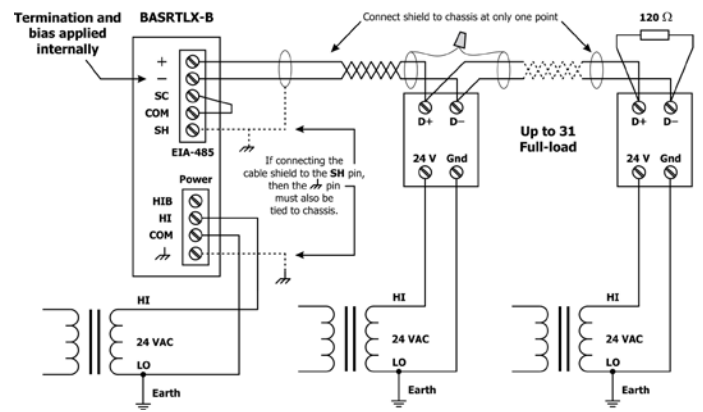 Termination and
bias applied
internally
BASRTLX-B
Connect shield to chassis at only one point
120 Ω
+
−
SC
COM
SH
EIA-485
D+ D−
D+ D−
Up to 31
Full-load
24 V Gnd
24 V Gnd
If connecting the
cable shield to the SH pin,
then the pin
must also be
tied to chassis.
Power
HIB
HI
COM
HI
24 VAC
LO
Earth
HI
24 VAC
LO
Earth
HI
24 VAC
LO
Earth